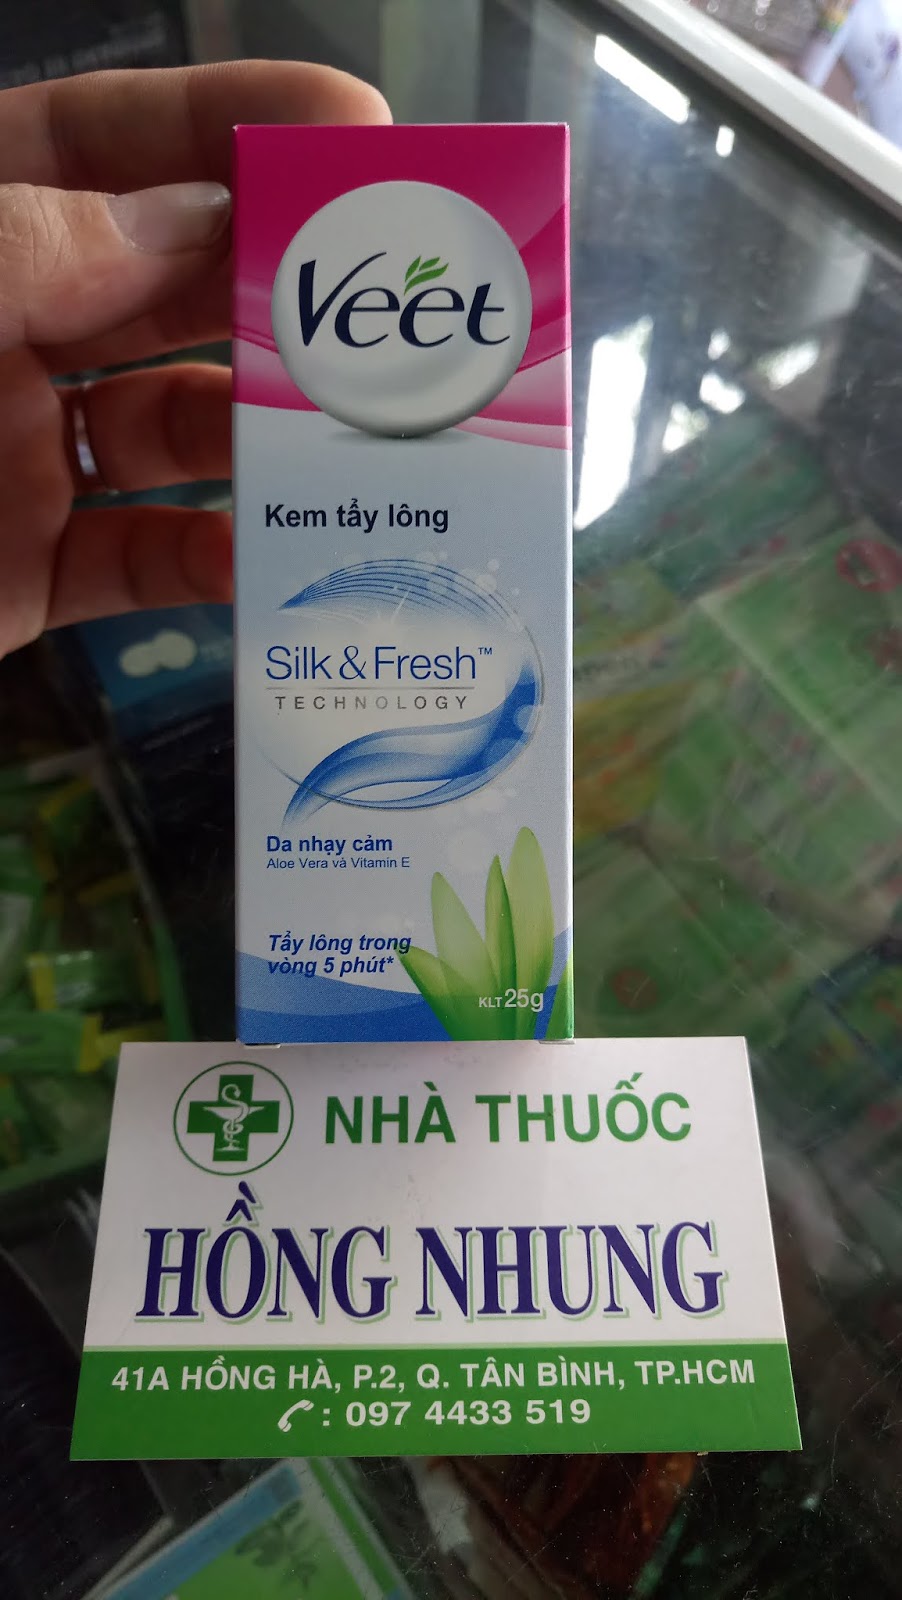 Veet
Kem tẩy lông
Silk & Fresh™
TECHNOLOGY
Da nhạy cảm
Aloe Vera và Vitamin E
Tẩy lông trong
vòng 5 phút*
KLT 25g
NHÀ THUỐC
HỒNG NHUNG
41A HỒNG HÀ, P.2, Q. TÂN BÌNH, TP.HCM
: 097 4433 519